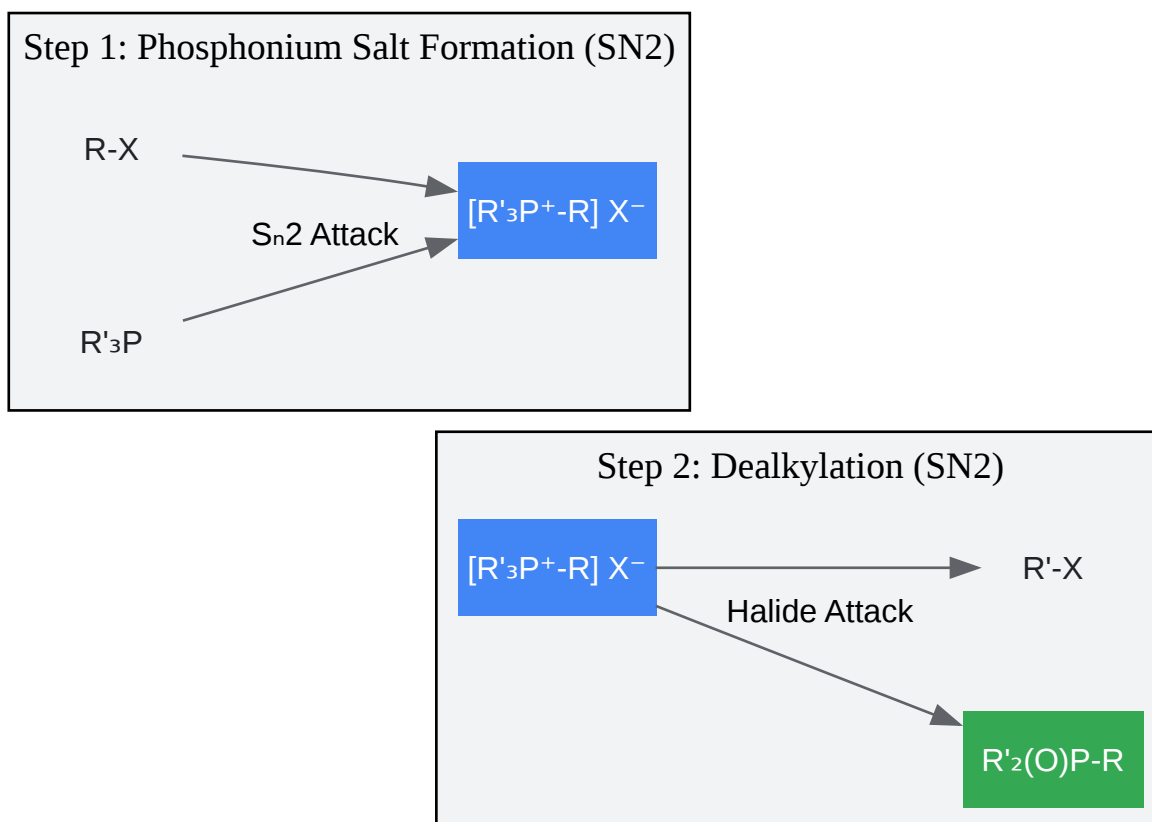 Step 1: Phosphonium Salt Formation (SN2)
R-X
[R'₃P⁺-R] X⁻
Sₙ2 Attack
R'₃P
Step 2: Dealkylation (SN2)
[R'₃P⁺-R] X⁻
R'-X
Halide Attack
R'₂(O)P-R